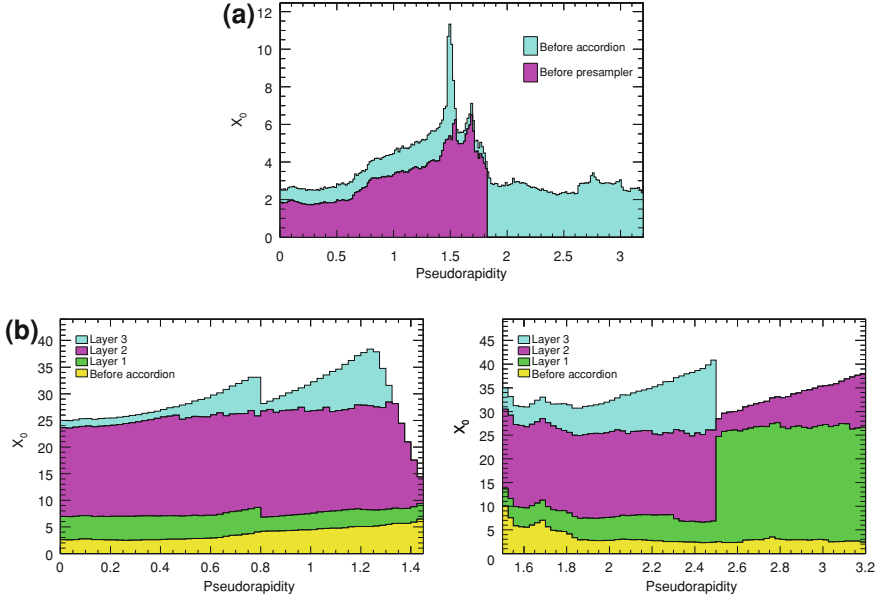 (a)
12
10
8
6
4
2
0
X0
Before accordion
Before presampler
0 0.5 1 1.5 2 2.5 3
Pseudorapidity
(b)
40
35
30
25
20
15
10
5
0
X0
Layer 3
Layer 2
Layer 1
Before accordion
0 0.2 0.4 0.6 0.8 1 1.2 1.4
Pseudorapidity
45
40
35
30
25
20
15
10
5
0
X0
Layer 3
Layer 2
Layer 1
Before accordion
1.6 1.8 2 2.2 2.4 2.6 2.8 3 3.2
Pseudorapidity